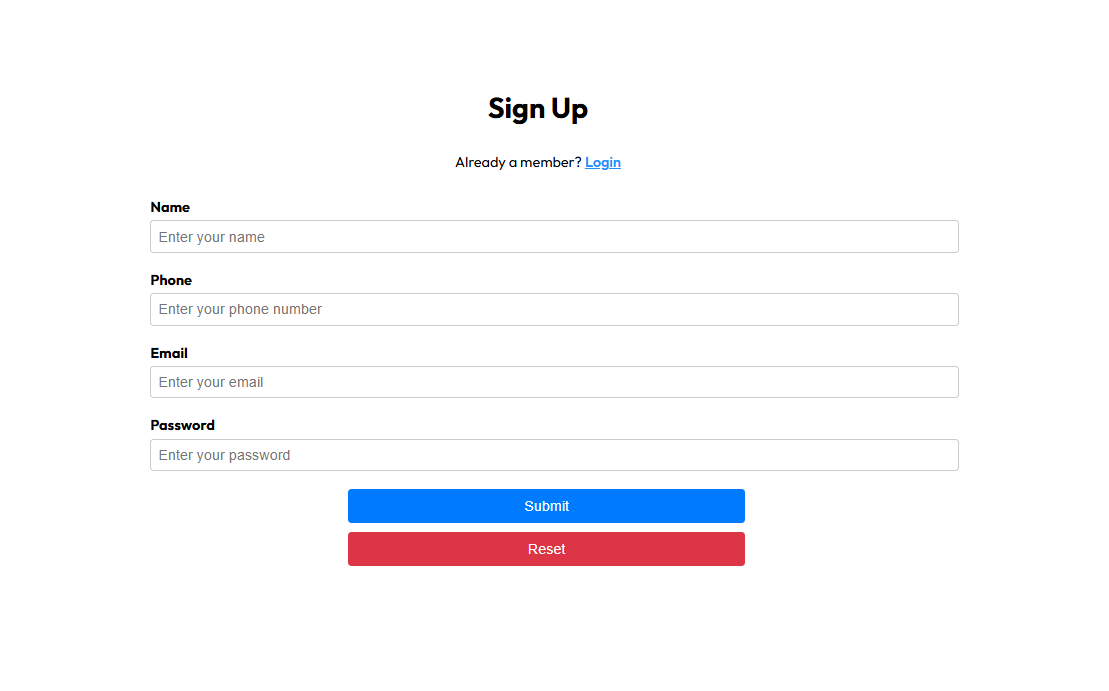 Sign Up
Already a member? Login
Name
Enter your name
Phone
Enter your phone number
Email
Enter your email
Password
Enter your password
Submit
Reset